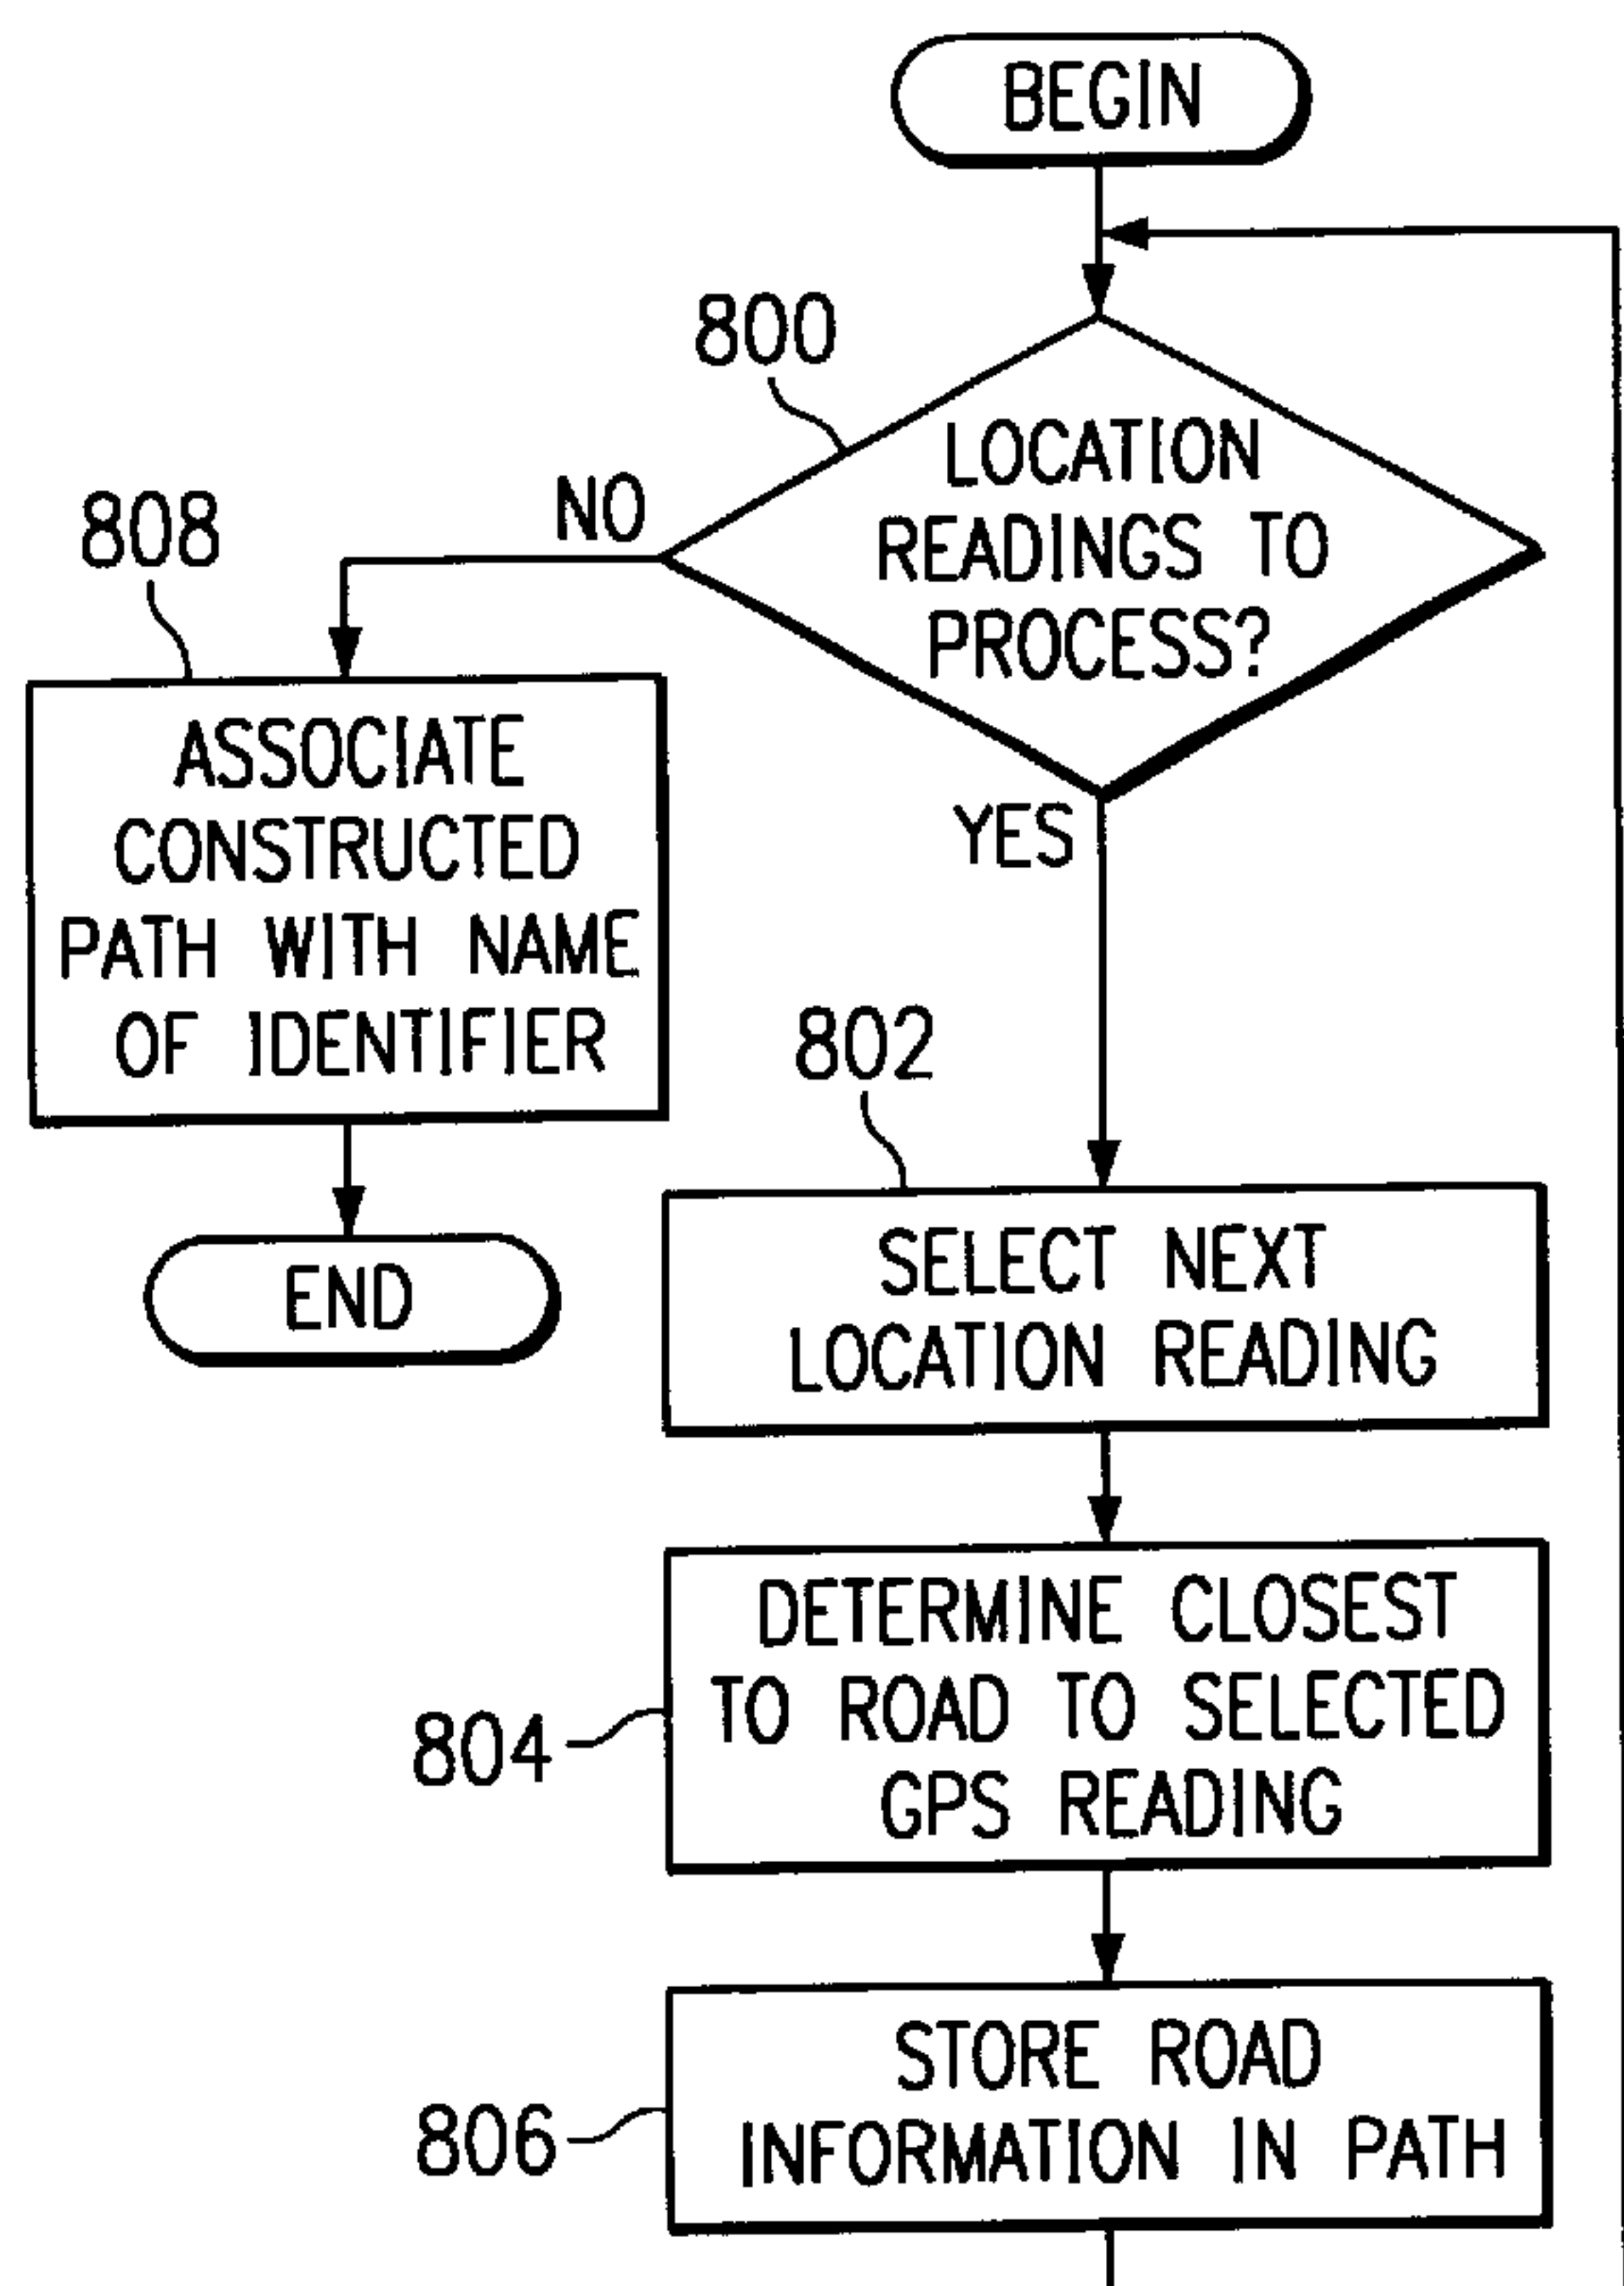 BEGIN
800
LOCATION
READINGS TO
PROCESS?
NO
YES
808
ASSOCIATE
CONSTRUCTED
PATH WITH NAME
OF IDENTIFIER
END
802
SELECT NEXT
LOCATION READING
804
DETERMINE CLOSEST
TO ROAD TO SELECTED
GPS READING
806
STORE ROAD
INFORMATION IN PATH